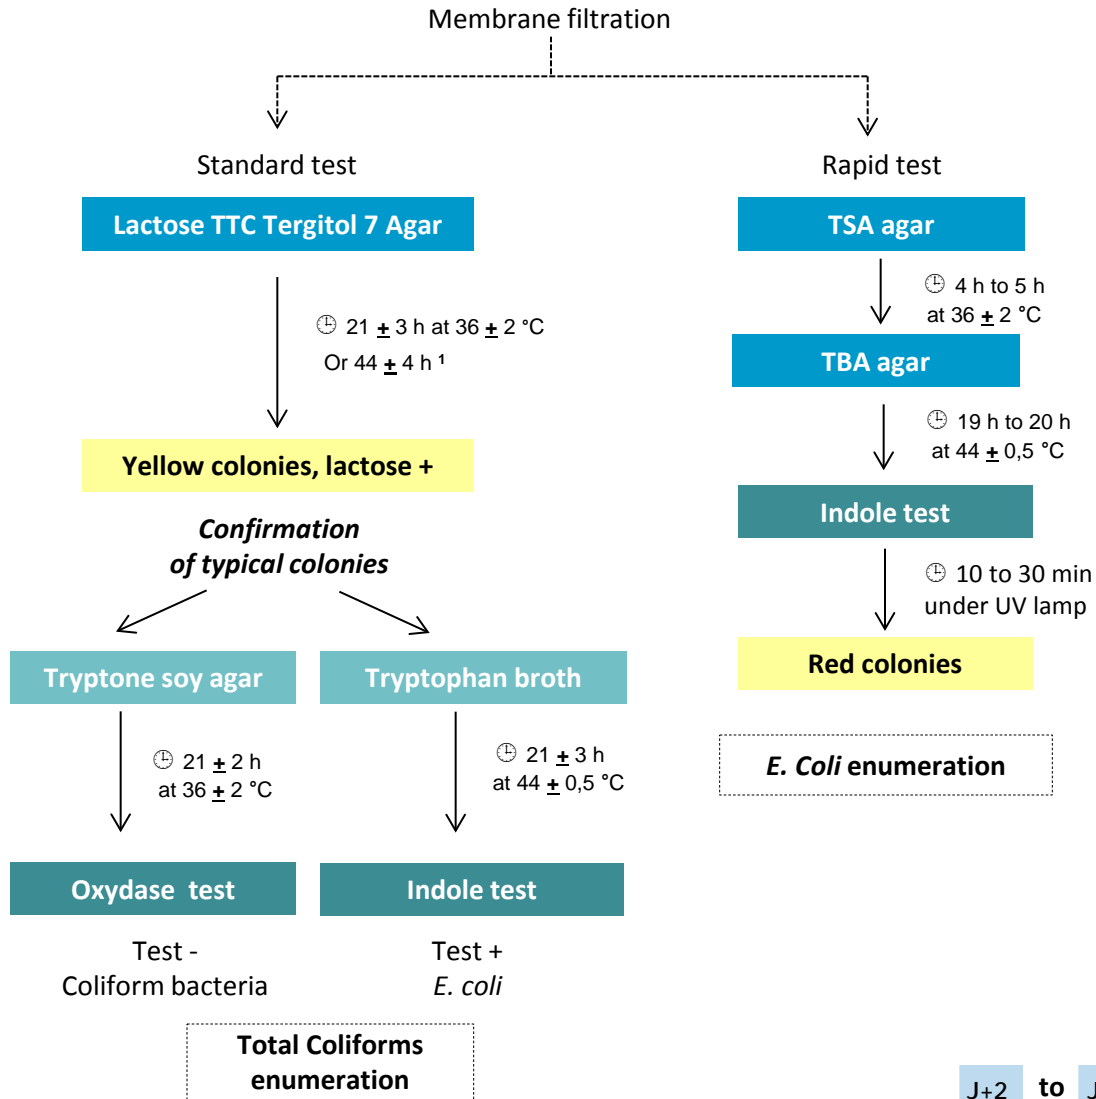 Membrane filtration
Standard test
Lactose TTC Tergitol 7 Agar
21 ± 3 h at 36 ± 2 °C
Or 44 ± 4 h ¹
Yellow colonies, lactose +
Confirmation
of typical colonies
Tryptone soy agar
21 ± 2 h
at 36 ± 2 °C
Oxydase test
Test -
Coliform bacteria
Tryptophan broth
21 ± 3 h
at 44 ± 0,5 °C
Indole test
Test +
E. coli
Total Coliforms
enumeration
Rapid test
TSA agar
4 h to 5 h
at 36 ± 2 °C
TBA agar
19 h to 20 h
at 44 ± 0,5 °C
Indole test
10 to 30 min
under UV lamp
Red colonies
E. Coli enumeration
J+2 to J